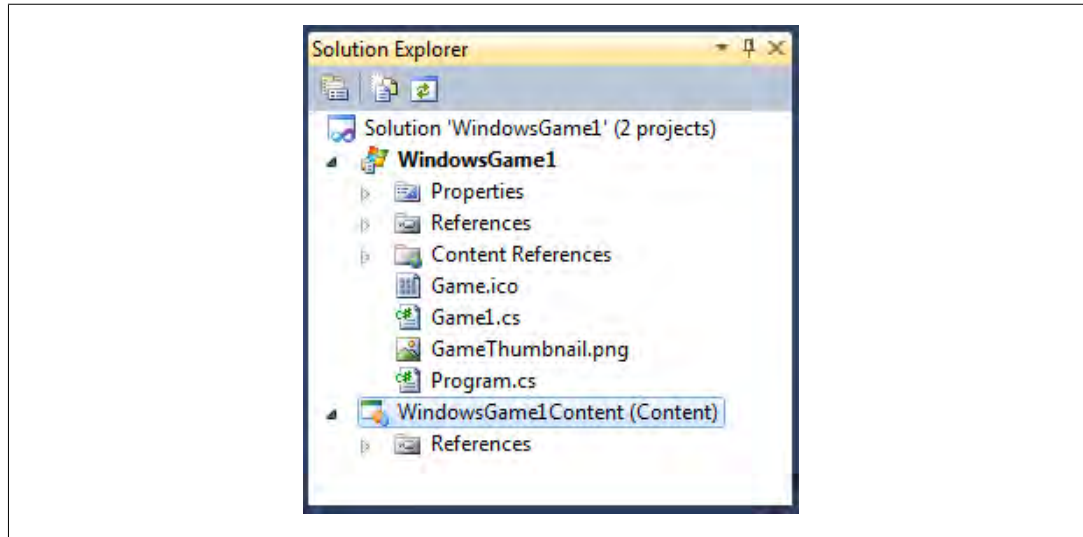 Solution Explorer
Solution 'WindowsGame1' (2 projects)
WindowsGame1
Properties
References
Content References
Game.ico
Game1.cs
GameThumbnail.png
Program.cs
WindowsGame1Content (Content)
References